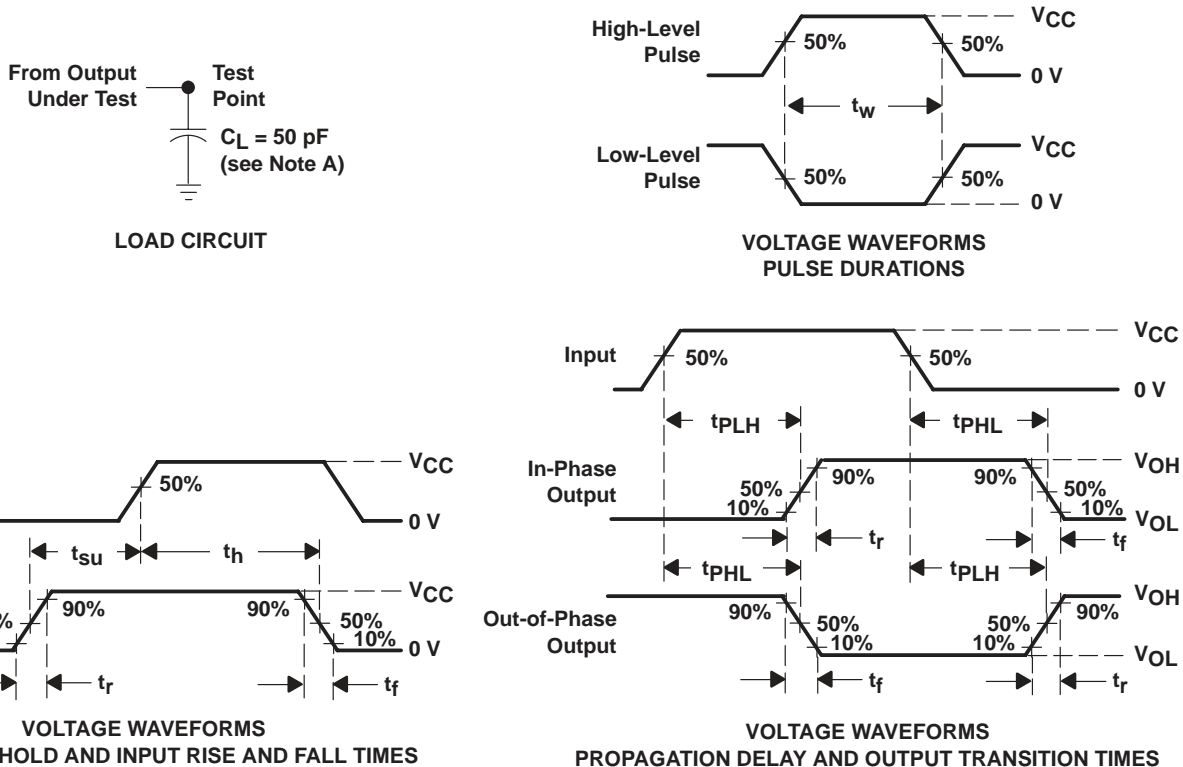 From Output
Under Test
Test
Point
CL = 50 pF
(see Note A)
LOAD CIRCUIT
High-Level
Pulse
50%
50%
VCC
0 V
tw
Low-Level
Pulse
50%
50%
VCC
0 V
VOLTAGE WAVEFORMS
PULSE DURATIONS
50%
VCC
0 V
tsu
th
90%
90%
50%
10%
VCC
0 V
tr
tf
VOLTAGE WAVEFORMS
HOLD AND INPUT RISE AND FALL TIMES
Input
50%
50%
VCC
0 V
tPLH
tPHL
In-Phase
Output
50%
10%
90%
90%
50%
10%
VOH
VOL
tr
tf
tPHL
tPLH
Out-of-Phase
Output
90%
50%
10%
50%
10%
90%
VOH
VOL
tf
tr
VOLTAGE WAVEFORMS
PROPAGATION DELAY AND OUTPUT TRANSITION TIMES